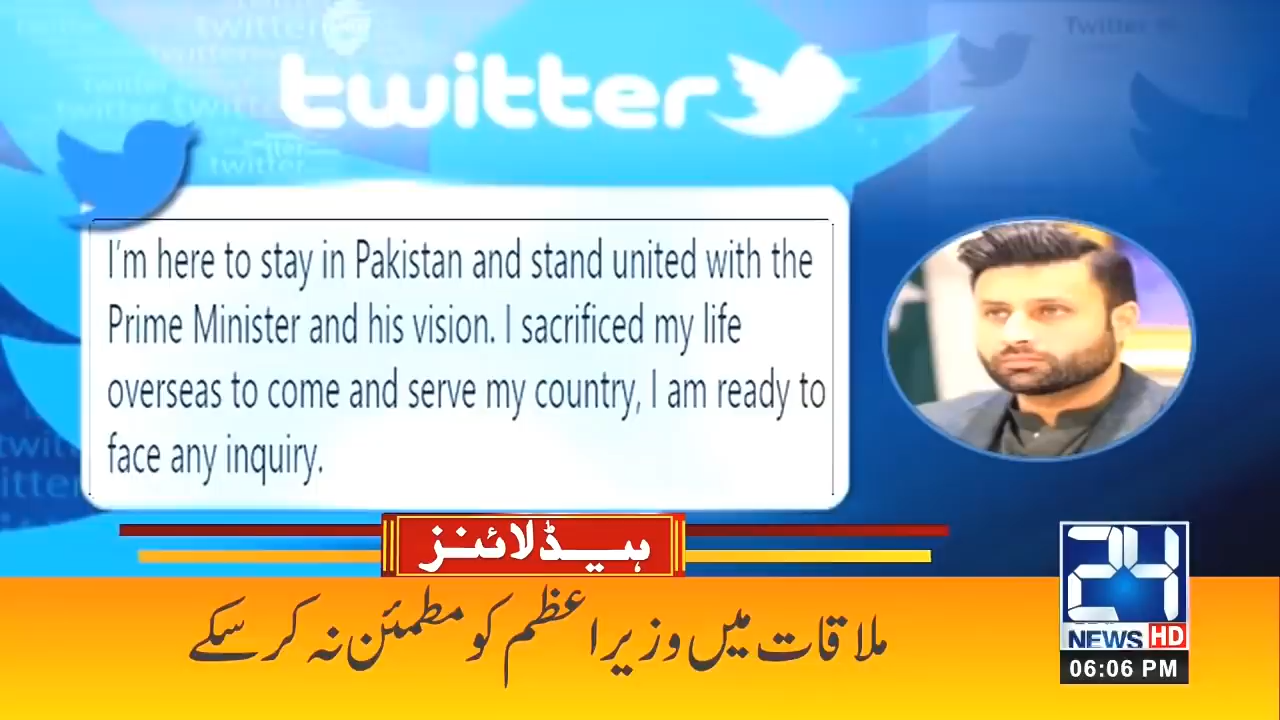 twitter
I'm here to stay in Pakistan and stand united with the
Prime Minister and his vision. I sacrificed my life
overseas to come and serve my country, I am ready to
face any inquiry.
ہیڈلائنز
ملاقات میں وزیراعظم کو مطمئن نہ کرسکے
24
NEWS HD
06:06 PM